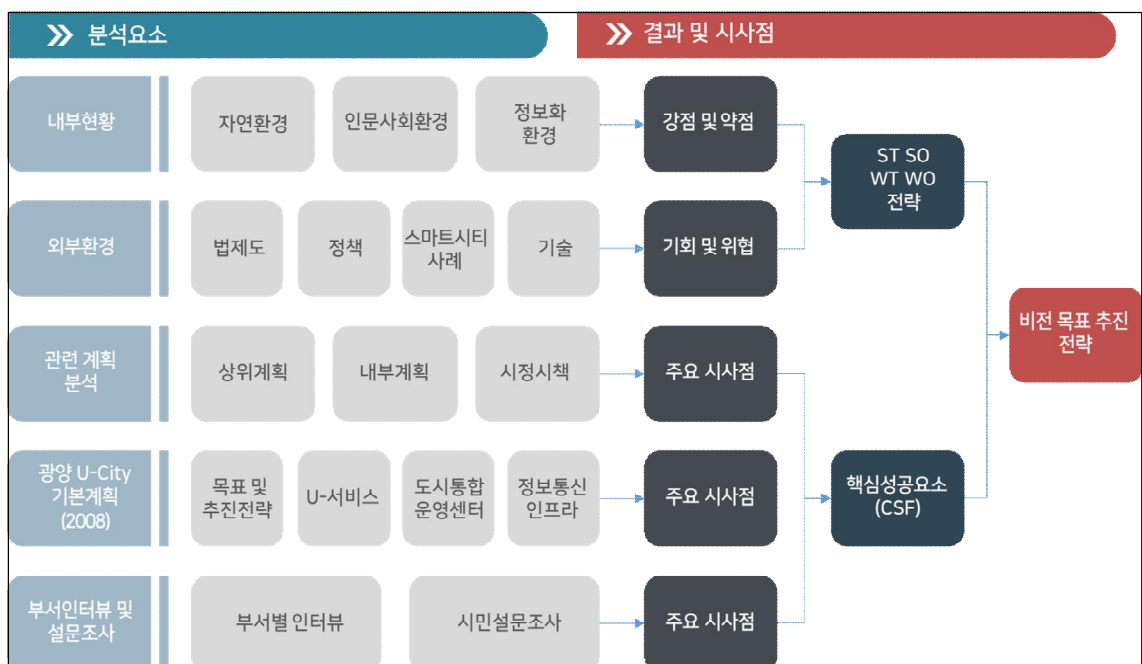 분석요소
결과 및 시사점
내부현황
자연환경
인문사회환경
정보화
환경
강점 및 약점
ST SO
WT WO
전략
외부환경
법제도
정책
스마트시티
사례
기술
기회 및 위협
비전 목표 추진
전략
관련 계획
분석
상위계획
내부계획
시정시책
주요 시사점
광양 U-City
기본계획
(2008)
목표 및
추진전략
U-서비스
도시통합
운영센터
정보통신
인프라
주요 시사점
핵심성공요소
(CSF)
부서인터뷰 및
설문조사
부서별 인터뷰
시민설문조사
주요 시사점